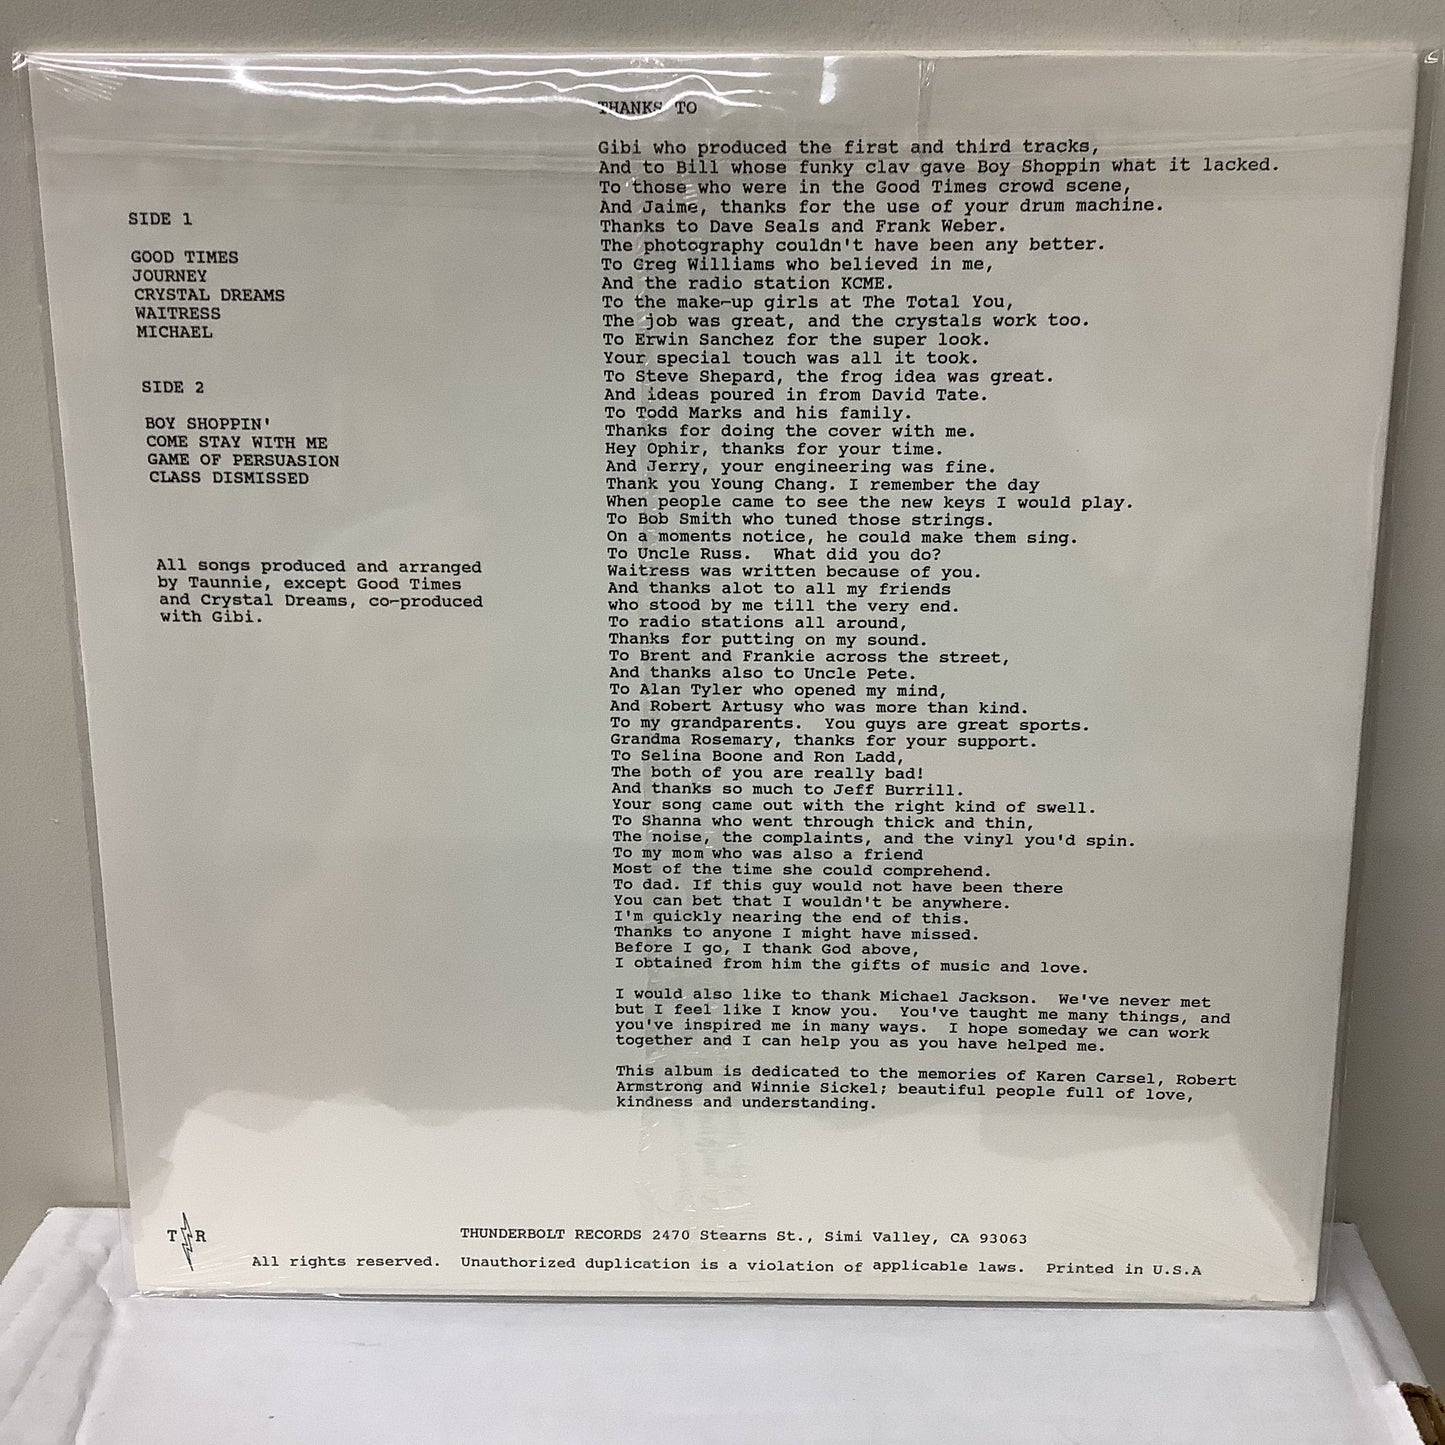 SIDE 1
GOOD TIMES
JOURNEY
CRYSTAL DREAMS
WAITRESS
MICHAEL
SIDE 2
BOY SHOPPIN'
COME STAY WITH ME
GAME OF PERSUASION
CLASS DISMISSED
All songs produced and arranged
by Taunnie, except Good Times
and Crystal Dreams, co-produced
with Gibi.
THANKS TO
Gibi who produced the first and third tracks,
And to Bill whose funky clav gave Boy Shoppin what it lacked.
To those who were in the Good Times crowd scene,
And Jaime, thanks for the use of your drum machine.
Thanks to Dave Seals and Frank Weber.
The photography couldn't have been any better.
To Greg Williams who believed in me,
And the radio station KCME.
To the make-up girls at The Total You,
The job was great, and the crystals work too.
To Erwin Sanchez for the super look.
Your special touch was all it took.
To Steve Shepard, the frog idea was great.
And ideas poured in from David Tate.
To Todd Marks and his family.
Thanks for doing the cover with me.
Hey Ophir, thanks for your time.
And Jerry, your engineering was fine.
Thank you Young Chang. I remember the day
When people came to see the new keys I would play.
To Bob Smith who tuned those strings.
On a moments notice, he could make them sing.
To Uncle Russ.  What did you do?
Waitress was written because of you.
And thanks alot to all my friends
who stood by me till the very end.
To radio stations all around,
Thanks for putting on my sound.
To Brent and Frankie across the street,
And thanks also to Uncle Pete.
To Alan Tyler who opened my mind,
And Robert Artusy who was more than kind.
To my grandparents.  You guys are great sports.
Grandma Rosemary, thanks for your support.
To Selina Boone and Ron Ladd,
The both of you are really bad!
And thanks so much to Jeff Burrill.
Your song came out with the right kind of swell.
To Shanna who went through thick and thin,
The noise, the complaints, and the vinyl you'd spin.
To my mom who was also a friend
Most of the time she could comprehend.
To dad. If this guy would not have been there
You can bet that I wouldn't be anywhere.
I'm quickly nearing the end of this.
Thanks to anyone I might have missed.
Before I go, I thank God above,
I obtained from him the gifts of music and love.
I would also like to thank Michael Jackson.  We've never met
but I feel like I know you.  You've taught me many things, and
you've inspired me in many ways.  I hope someday we can work
together and I can help you as you have helped me.
This album is dedicated to the memories of Karen Carsel, Robert
Armstrong and Winnie Sickel; beautiful people full of love,
kindness and understanding.
T R
THUNDERBOLT RECORDS 2470 Stearns St., Simi Valley, CA 93063
All rights reserved.  Unauthorized duplication is a violation of applicable laws.  Printed in U.S.A